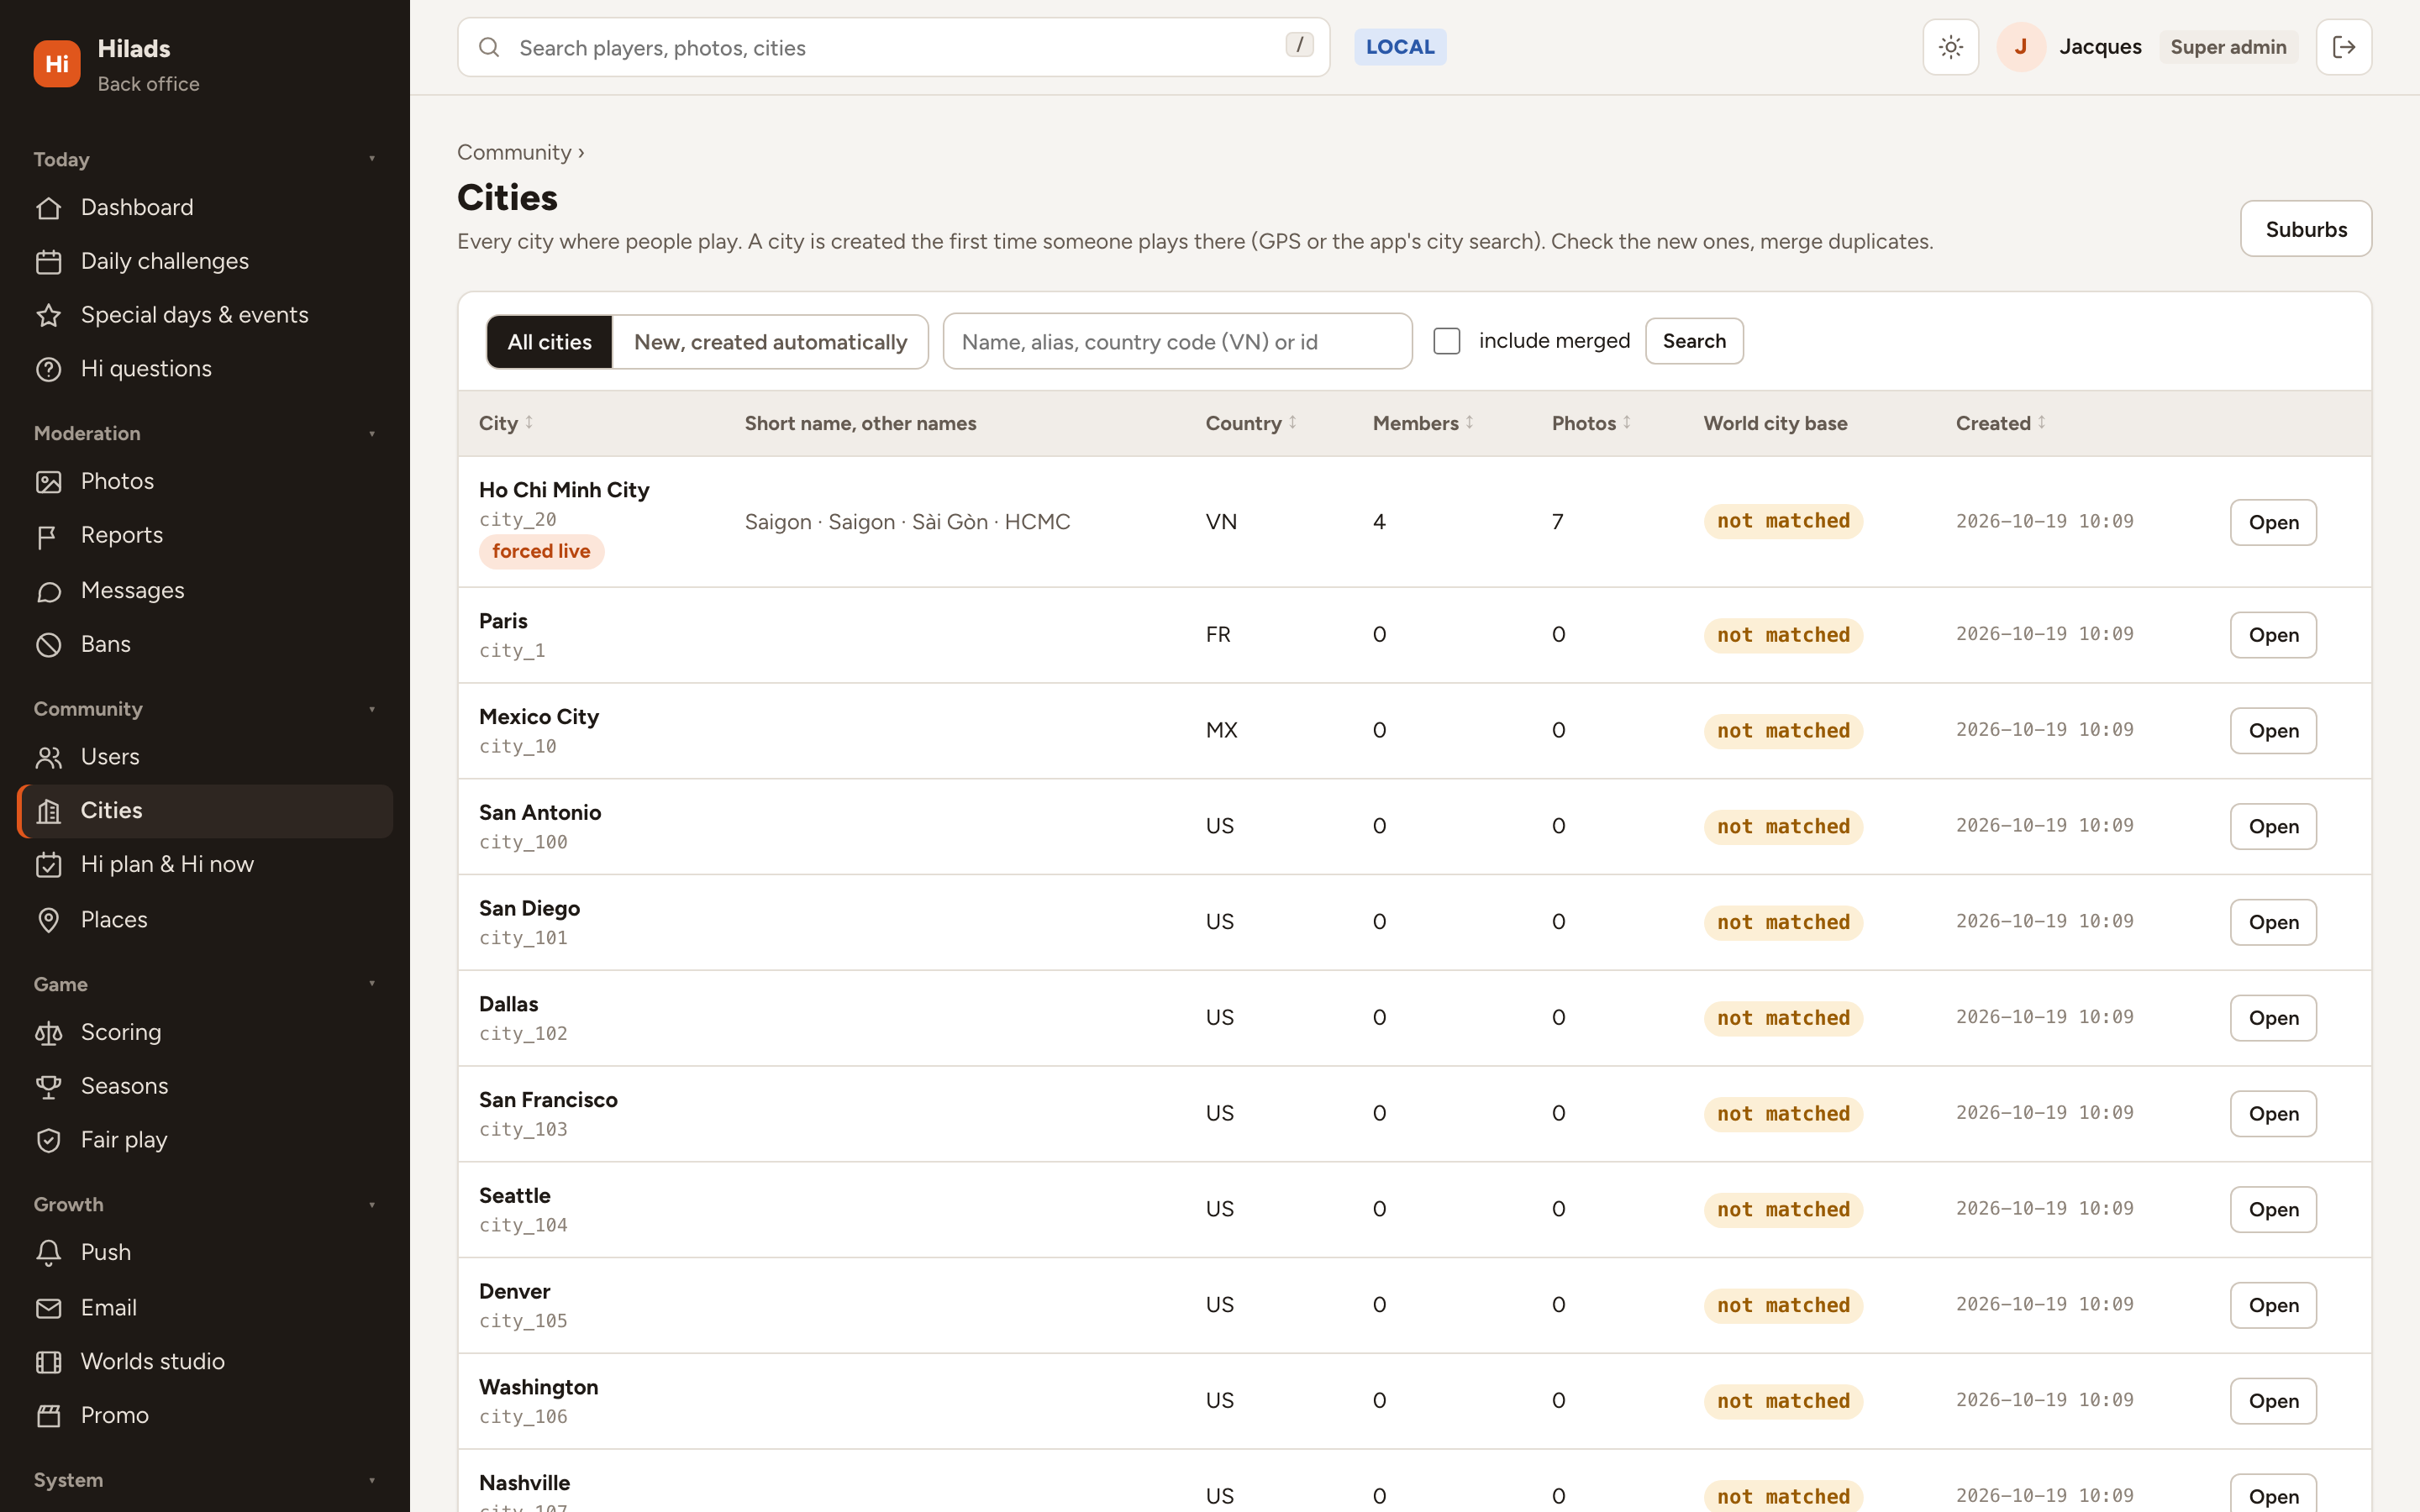 Hi
Hilads
Back office
Today
Dashboard
Daily challenges
Special days & events
Hi questions
Moderation
Photos
Reports
Messages
Bans
Community
Users
Cities
Hi plan & Hi now
Places
Game
Scoring
Seasons
Fair play
Growth
Push
Email
Worlds studio
Promo
System
Search players, photos, cities /
LOCAL
J Jacques Super admin
Community ›
Cities
Every city where people play. A city is created the first time someone plays there (GPS or the app's city search). Check the new ones, merge duplicates.
Suburbs
All cities New, created automatically Name, alias, country code (VN) or id include merged Search
City Short name, other names Country Members Photos World city base Created
Ho Chi Minh City
city_20
forced live
Saigon · Saigon · Sài Gòn · HCMC VN 4 7 not matched 2026-10-19 10:09 Open
Paris
city_1
FR 0 0 not matched 2026-10-19 10:09 Open
Mexico City
city_10
MX 0 0 not matched 2026-10-19 10:09 Open
San Antonio
city_100
US 0 0 not matched 2026-10-19 10:09 Open
San Diego
city_101
US 0 0 not matched 2026-10-19 10:09 Open
Dallas
city_102
US 0 0 not matched 2026-10-19 10:09 Open
San Francisco
city_103
US 0 0 not matched 2026-10-19 10:09 Open
Seattle
city_104
US 0 0 not matched 2026-10-19 10:09 Open
Denver
city_105
US 0 0 not matched 2026-10-19 10:09 Open
Washington
city_106
US 0 0 not matched 2026-10-19 10:09 Open
Nashville
city_107
US 0 0 not matched 2026-10-19 10:09 Open